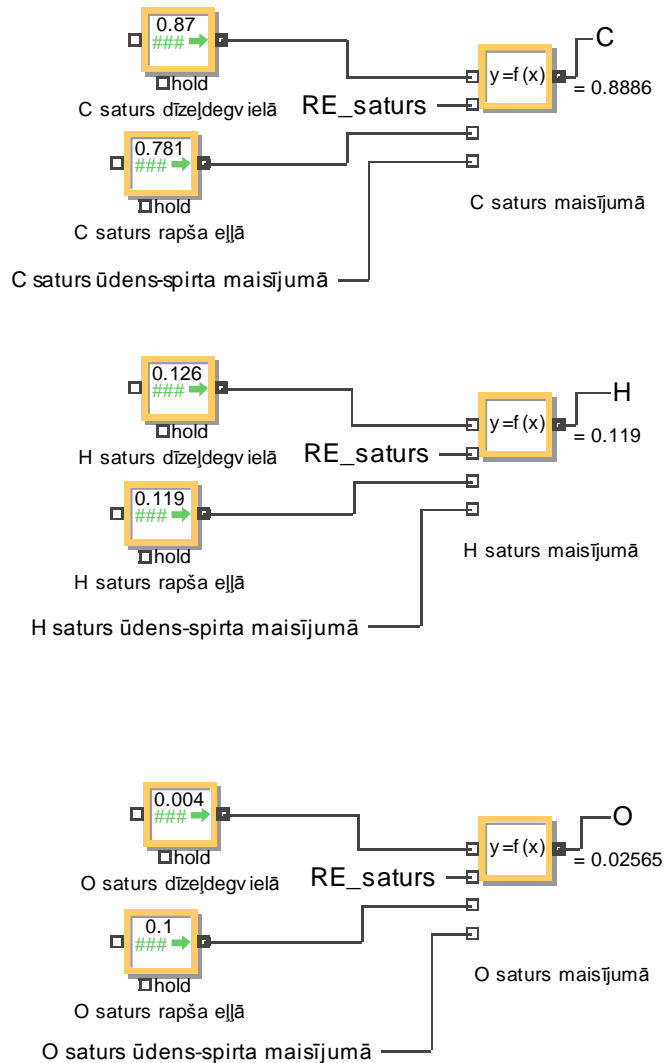 0.87
###
C
y=f(x)
hold
= 0.8886
C saturs dīzeļdegvielā
RE_saturs
0.781
###
hold
C saturs maisījumā
C saturs rapša eļļā
C saturs ūdens-spirta maisījumā
0.126
###
H
y=f(x)
hold
= 0.119
H saturs dīzeļdegvielā
RE_saturs
0.119
###
hold
H saturs maisījumā
H saturs rapša eļļā
H saturs ūdens-spirta maisījumā
0.004
###
O
y=f(x)
hold
= 0.02565
O saturs dīzeļdegvielā
RE_saturs
0.1
###
hold
O saturs maisījumā
O saturs rapša eļļā
O saturs ūdens-spirta maisījumā